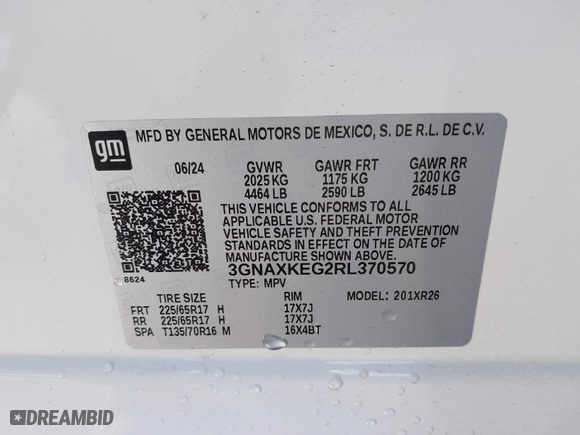 gm
MFD BY GENERAL MOTORS DE MEXICO, S. DE R.L. DE C.V.
06/24 GVWR GAWR FRT GAWR RR
2025 KG 1175 KG 1200 KG
4464 LB 2590 LB 2645 LB
THIS VEHICLE CONFORMS TO ALL
APPLICABLE U.S. FEDERAL MOTOR
VEHICLE SAFETY AND THEFT PREVENTION
STANDARDS IN EFFECT ON THE DATE OF
MANUFACTURE SHOWN ABOVE.
8624 3GNAXKEG2RL370570
TYPE: MPV
TIRE SIZE RIM MODEL: 201XR26
FRT 225/65R17 H 17X7J
RR 225/65R17 H 17X7J
SPA T135/70R16 M 16X4BT
DREAMBID